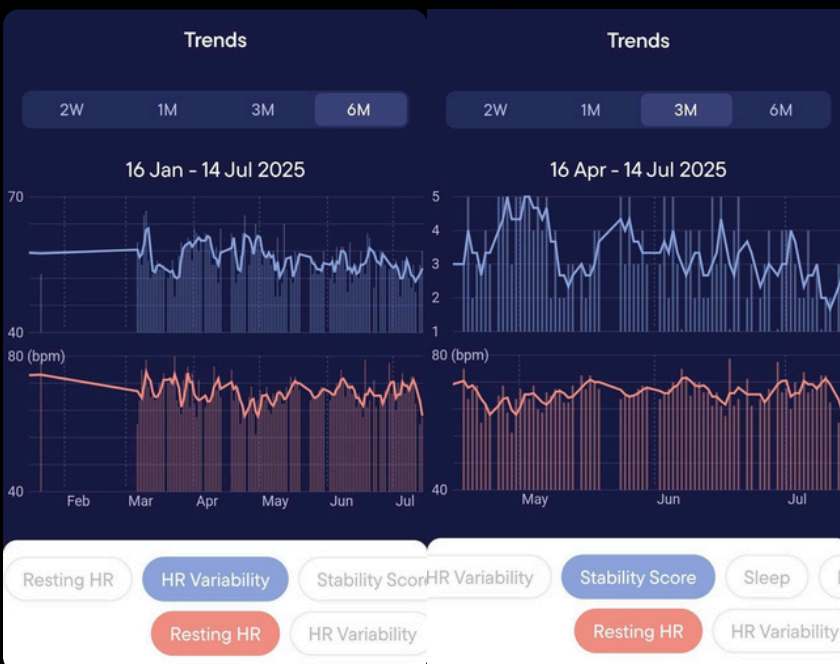 Trends
2W 1M 3M 6M
16 Jan - 14 Jul 2025
70
40
80 (bpm)
40
Feb Mar Apr May Jun Jul
Resting HR HR Variability Stability Score
Resting HR HR Variability
Trends
2W 1M 3M 6M
16 Apr - 14 Jul 2025
5
4
3
2
1
80 (bpm)
40
May Jun Jul
HR Variability Stability Score Sleep
Resting HR HR Variability